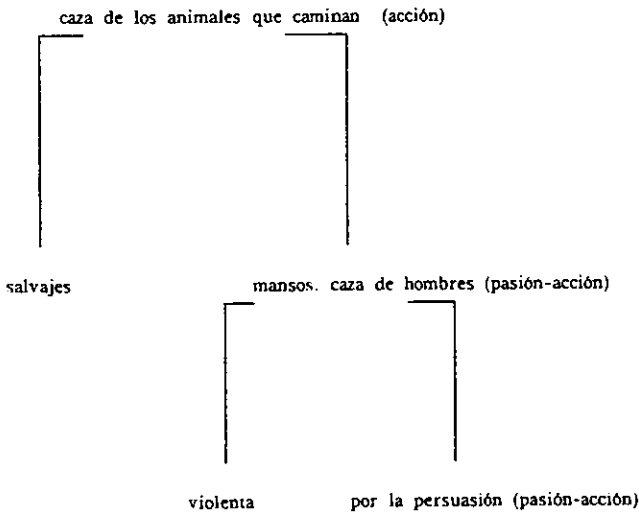 caza de los animales que caminan (acción)
salvajes mansos. caza de hombres (pasión-acción)
violenta por la persuasión (pasión-acción)